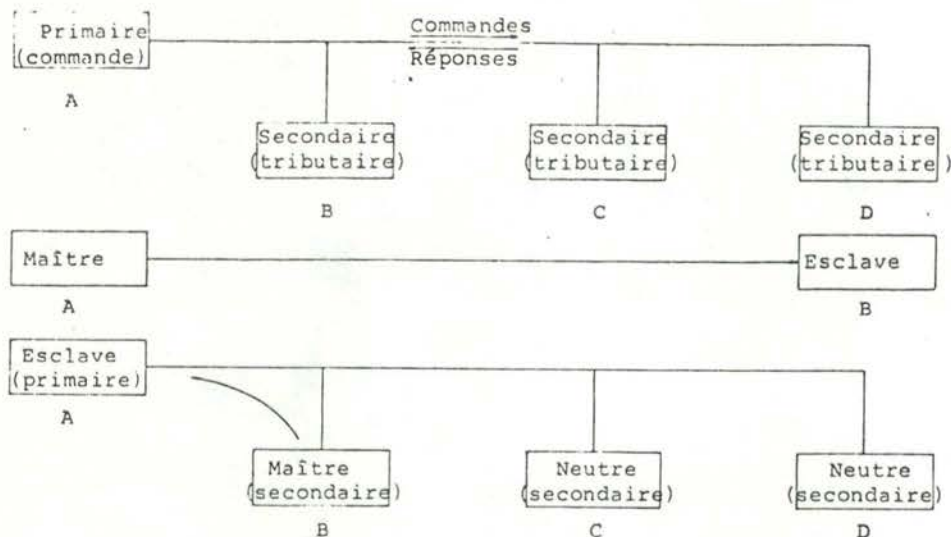 Primaire
(commande)
A
Commandes
Réponses
Secondaire
(tributaire)
B
Secondaire
(tributaire)
C
Secondaire
(tributaire)
D
Maître
A
Esclave
B
Esclave
(primaire)
A
Maître
(secondaire)
B
Neutre
(secondaire)
C
Neutre
(secondaire)
D